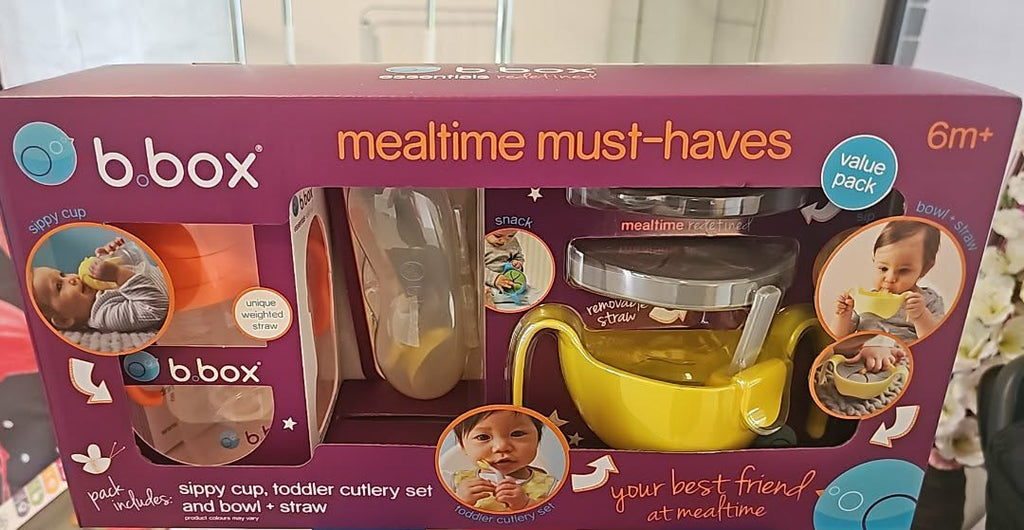 b.box
essentials redefined
b.box®
mealtime must-haves
6m+
value
pack
sippy cup
snack
sip
bowl + straw
mealtime redefined
unique
weighted
straw
removable
straw
b.box®
pack
includes:
sippy cup, toddler cutlery set
and bowl + straw
product colours may vary
toddler cutlery set
your best friend
at mealtime